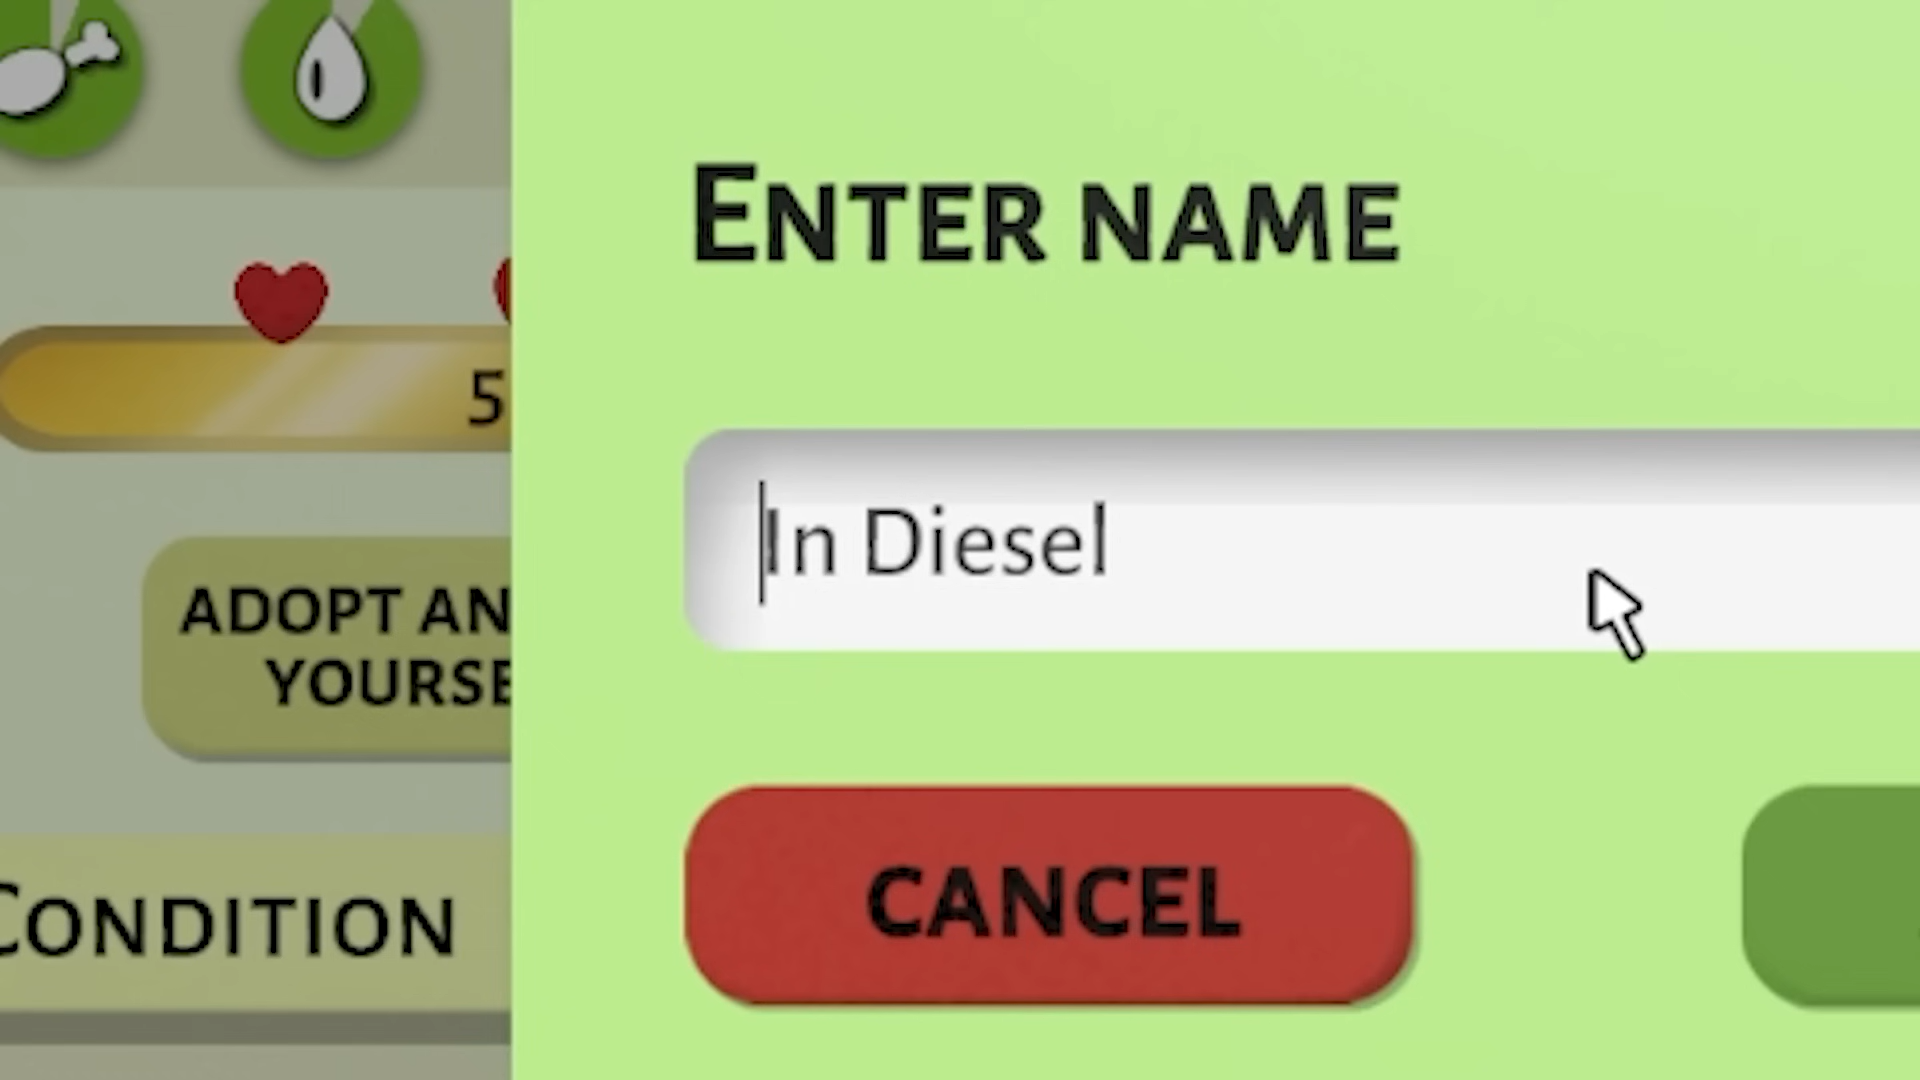 5
ADOPT AN
YOURSE
CONDITION
ENTER NAME
In Diesel
CANCEL